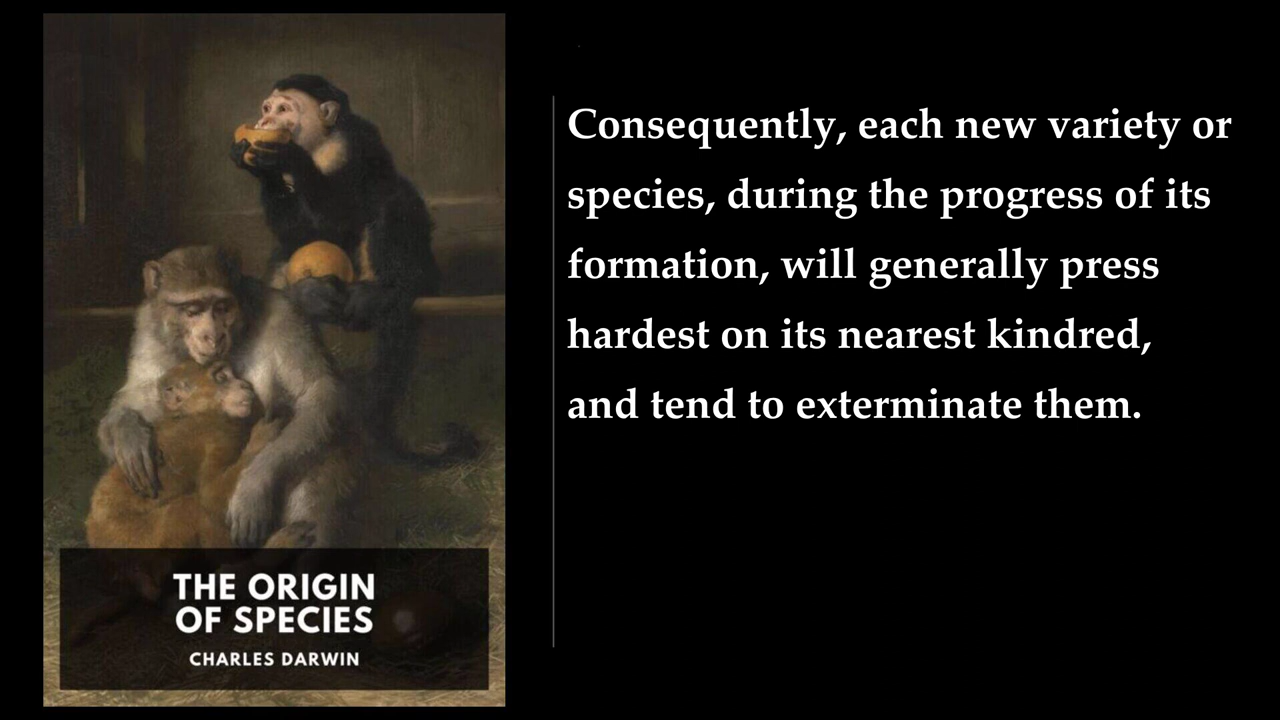 Consequently, each new variety or
species, during the progress of its
formation, will generally press
hardest on its nearest kindred,
and tend to exterminate them.
THE ORIGIN
OF SPECIES
CHARLES DARWIN